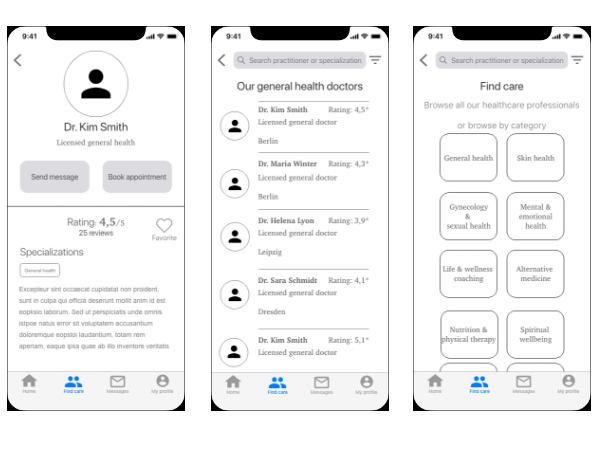 9:41
Dr. Kim Smith
Licensed general health
Send message
Book appointment
Rating: 4,5/5
25 reviews
Favorite
Specializations
General health
Excepteur sint occaecat cupidatat non proident,
sunt in culpa qui officia deserunt mollit anim id est
eopksio laborum. Sed ut perspiciatis unde omnis
istpoe natus error sit voluptatem accusantium
doloremque eopsloi laudantium, totam rem
aperiam, eaque ipsa quae ab illo inventore veritatis
Home
Find care
Messages
My profile
9:41
Search practitioner or specialization
Our general health doctors
Dr. Kim Smith Rating: 4,5*
Licensed general doctor
Berlin
Dr. Maria Winter Rating: 4,3*
Licensed general doctor
Berlin
Dr. Helena Lyon Rating: 3,9*
Licensed general doctor
Leipzig
Dr. Sara Schmidt Rating: 4,1*
Licensed general doctor
Dresden
Dr. Kim Smith Rating: 5,1*
Licensed general doctor
Home
Find care
Messages
My profile
9:41
Search practitioner or specialization
Find care
Browse all our healthcare professionals
or browse by category
General health
Skin health
Gynecology
&
sexual health
Mental &
emotional
health
Life & wellness
coaching
Alternative
medicine
Nutrition &
physical therapy
Spiritual
wellbeing
Home
Find care
Messages
My profile